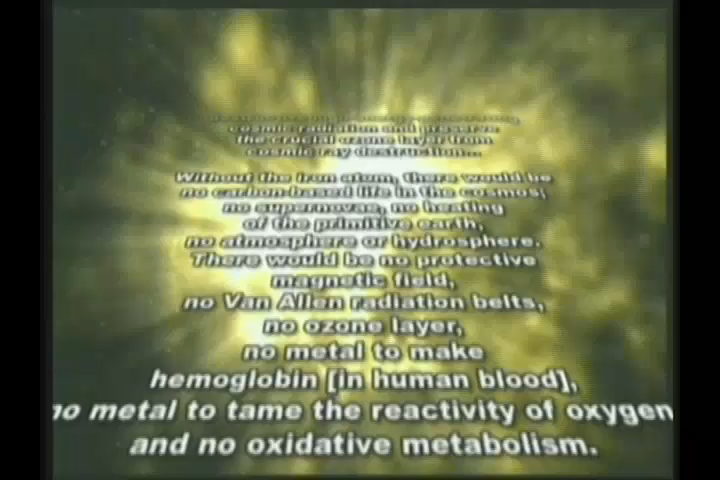 cosmic radiation and preserve
the crucial ozone layer from
cosmic ray destruction...
Without the iron atom, there would be
no carbon-based life in the cosmos;
no supernovae, no heating
of the primitive earth,
no atmosphere or hydrosphere.
There would be no protective
magnetic field,
no Van Allen radiation belts,
no ozone layer,
no metal to make
hemoglobin [in human blood],
no metal to tame the reactivity of oxygen
and no oxidative metabolism.